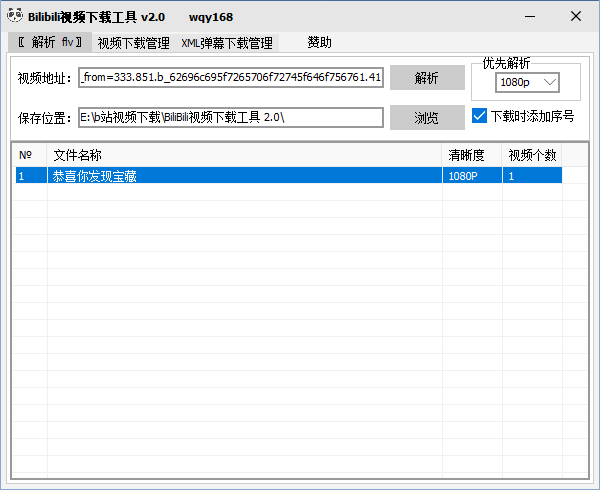 Bilibili视频下载工具 v2.0 wqy168
〖 解析 flv 〗 视频下载管理 XML弹幕下载管理 赞助
视频地址: _from=333.851.b_62696c695f7265706f72745f646f756761.41 解析 优先解析
1080p
保存位置: E:\b站视频下载\BiliBili视频下载工具 2.0\ 浏览 下载时添加序号
№ 文件名称 清晰度 视频个数
1 恭喜你发现宝藏 1080P 1